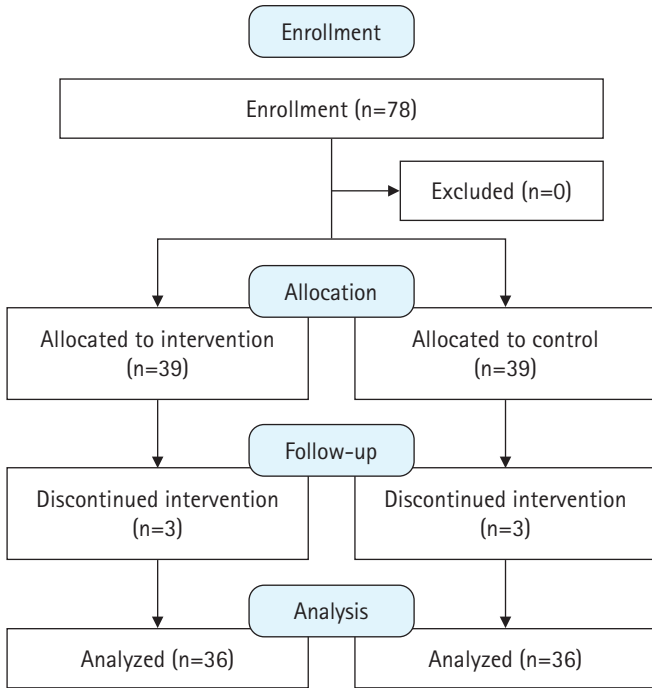 Enrollment
Enrollment (n=78)
Excluded (n=0)
Allocation
Allocated to intervention
(n=39)
Allocated to control
(n=39)
Follow-up
Discontinued intervention
(n=3)
Discontinued intervention
(n=3)
Analysis
Analyzed (n=36)
Analyzed (n=36)